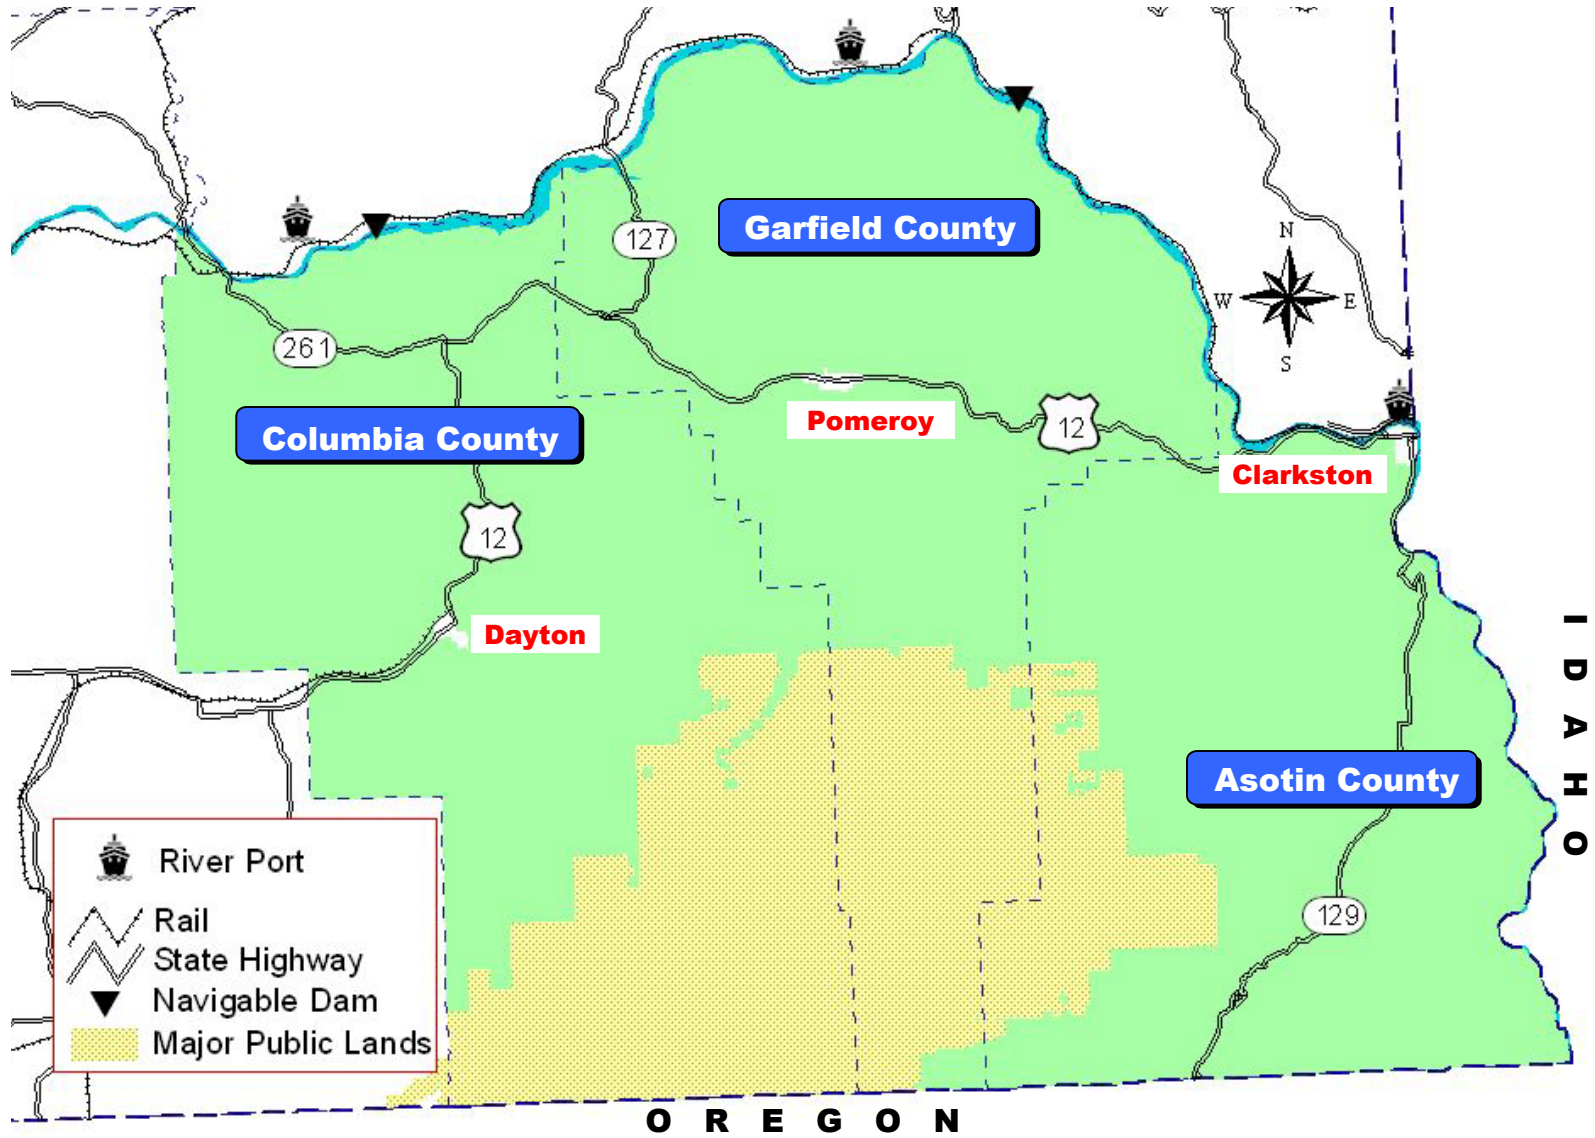 Garfield County
127
N
W
E
S
261
Columbia County
Pomeroy
12
Clarkston
12
Dayton
IDAHO
Asotin County
River Port
Rail
State Highway
Navigable Dam
Major Public Lands
129
OREGON